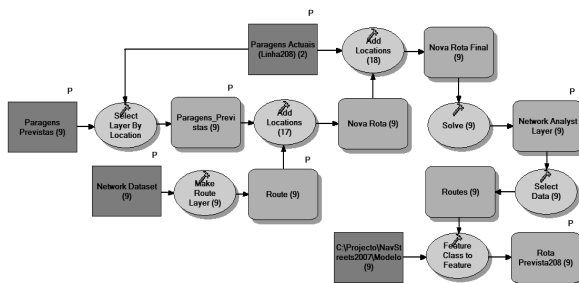 P
Paragens Actuais
(Linha208) (2)
Add
Locations
(18)
Nova Rota Final
(9)
P
P
Paragens
Previstas (9)
Select
Layer By
Location
Paragens_Previ
stas (9)
Add
Locations
(17)
Nova Rota (9)
Solve (9)
P
Network Analyst
Layer (9)
P
Network Dataset
(9)
Make
Route
Layer (9)
P
Route (9)
Routes (9)
Select
Data (9)
P
C:\Projecto\NavSt
reets2007\Modelo
(9)
Feature
Class to
Feature
P
Rota
Prevista208 (9)